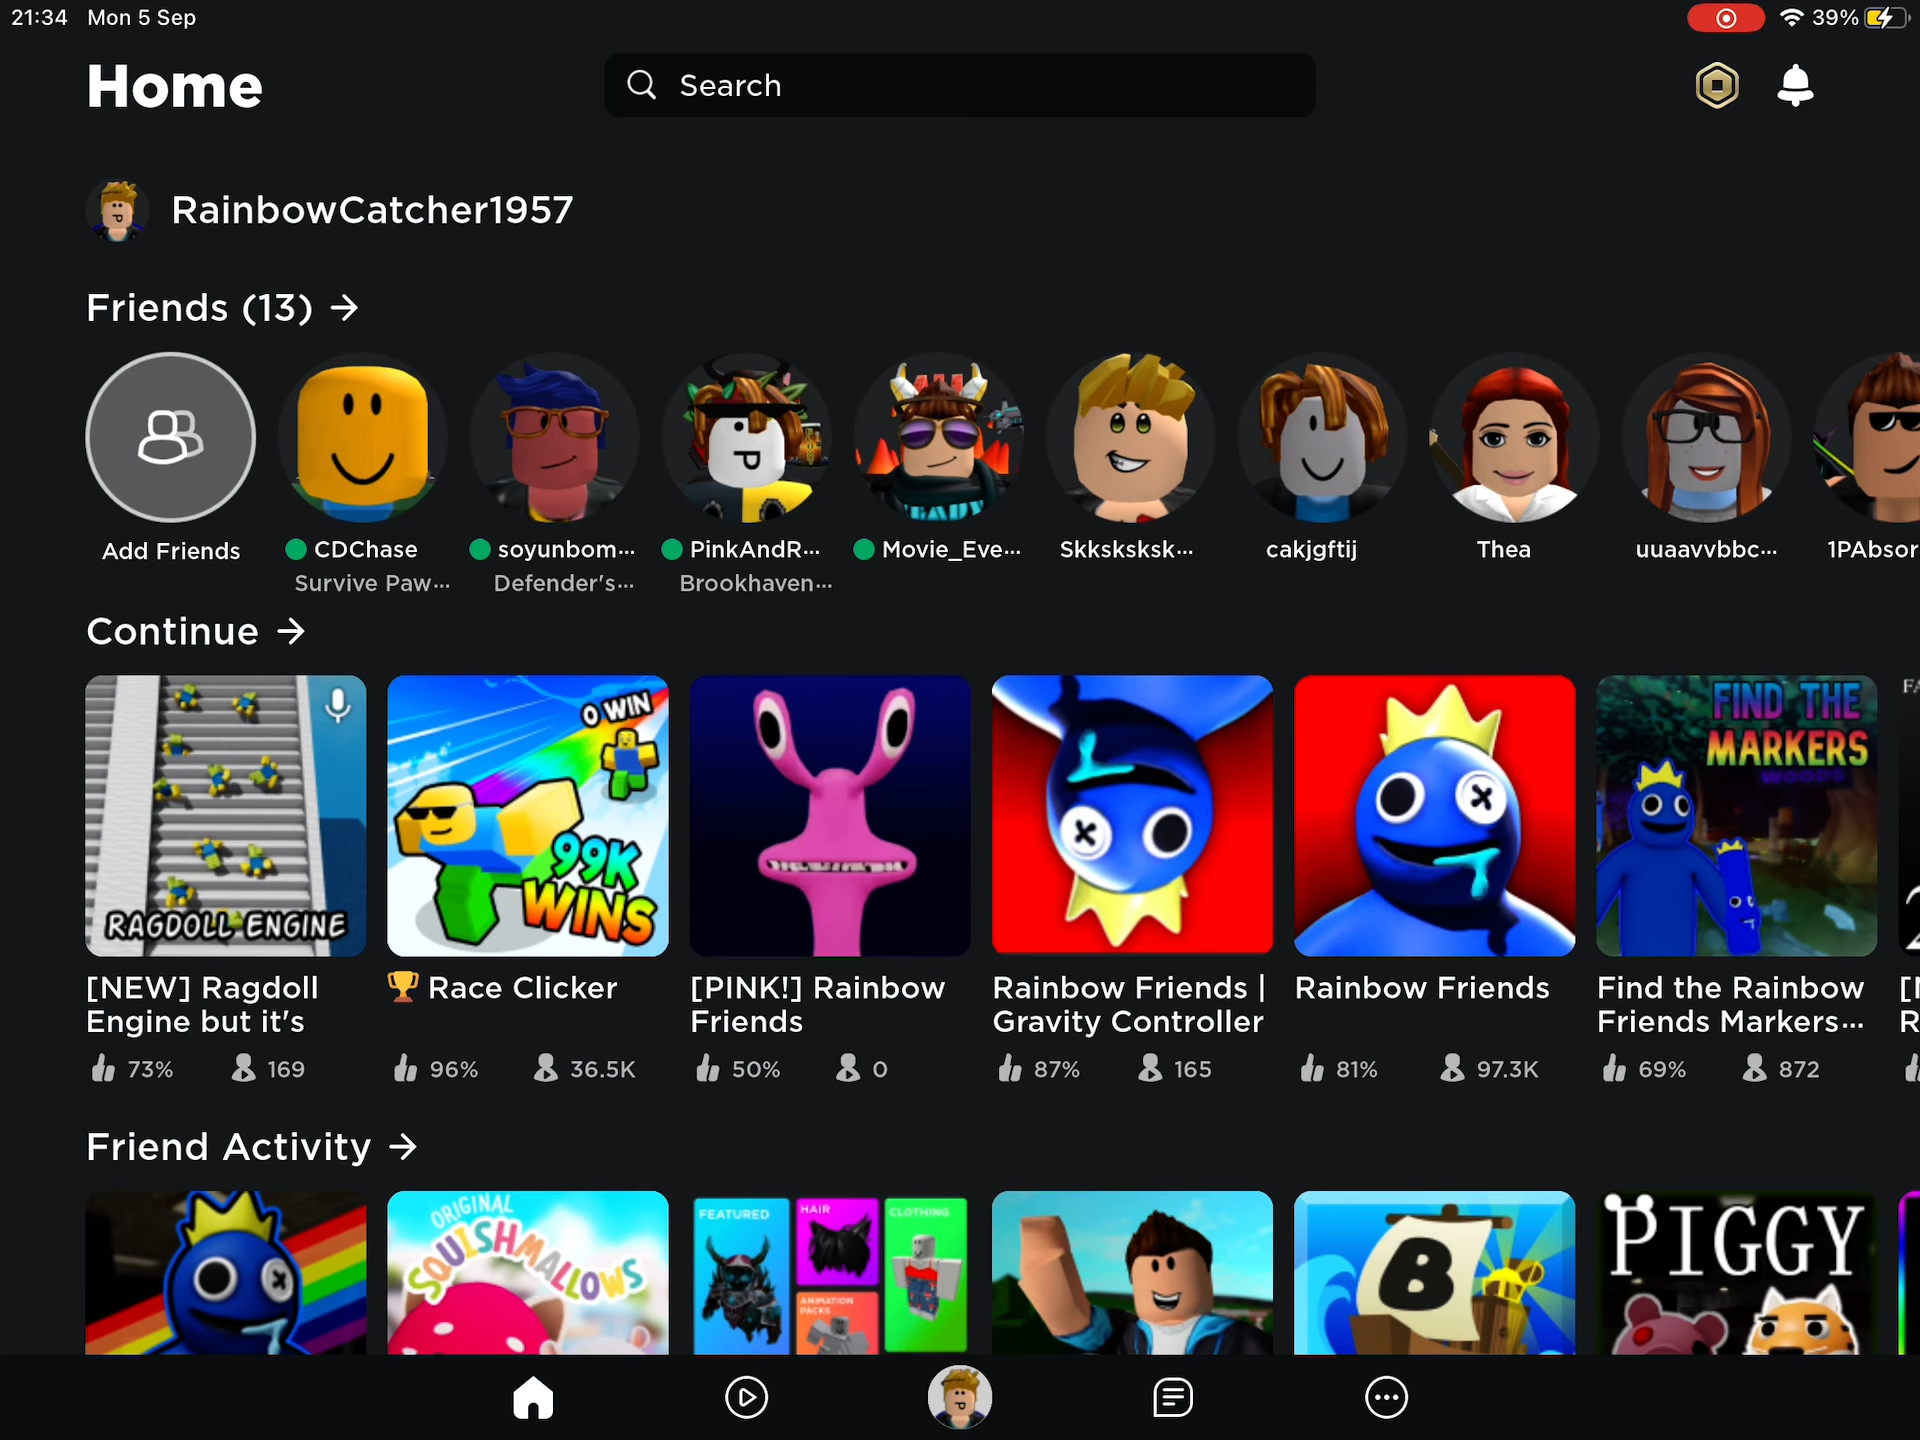 21:34 Mon 5 Sep
39%
Home
Search
RainbowCatcher1957
Friends (13) →
Add Friends
CDChase
Survive Paw...
soyunbom...
Defender's...
PinkAndR...
Brookhaven...
Movie_Eve...
Skksksksk...
cakjgftij
Thea
uuaavvbbc...
1PAbsor
Continue →
RAGDOLL ENGINE
0 WIN
99K
WINS
FIND THE
MARKERS
WOODS
[NEW] Ragdoll
Engine but it's
73% 169
Race Clicker
96% 36.5K
[PINK!] Rainbow
Friends
50% 0
Rainbow Friends |
Gravity Controller
87% 165
Rainbow Friends
81% 97.3K
Find the Rainbow
Friends Markers...
69% 872
Friend Activity →
ORIGINAL
SQUISHMALLOWS
FEATURED
HAIR
CLOTHING
ANIMATION
PACKS
B
PIGGY